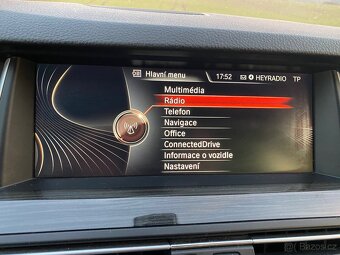 Hlavní menu 17:52 HEYRADIO TP
Multimédia
Rádio
Telefon
Navigace
Office
ConnectedDrive
Informace o vozidle
Nastavení
Bazoš.cz